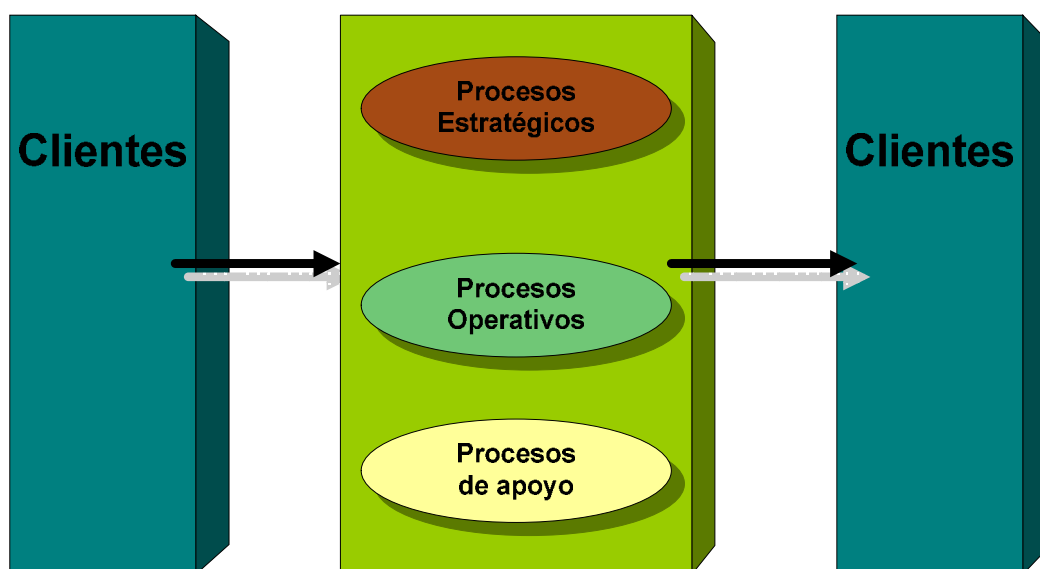 Clientes
Procesos
Estratégicos
Procesos
Operativos
Procesos
de apoyo
Clientes